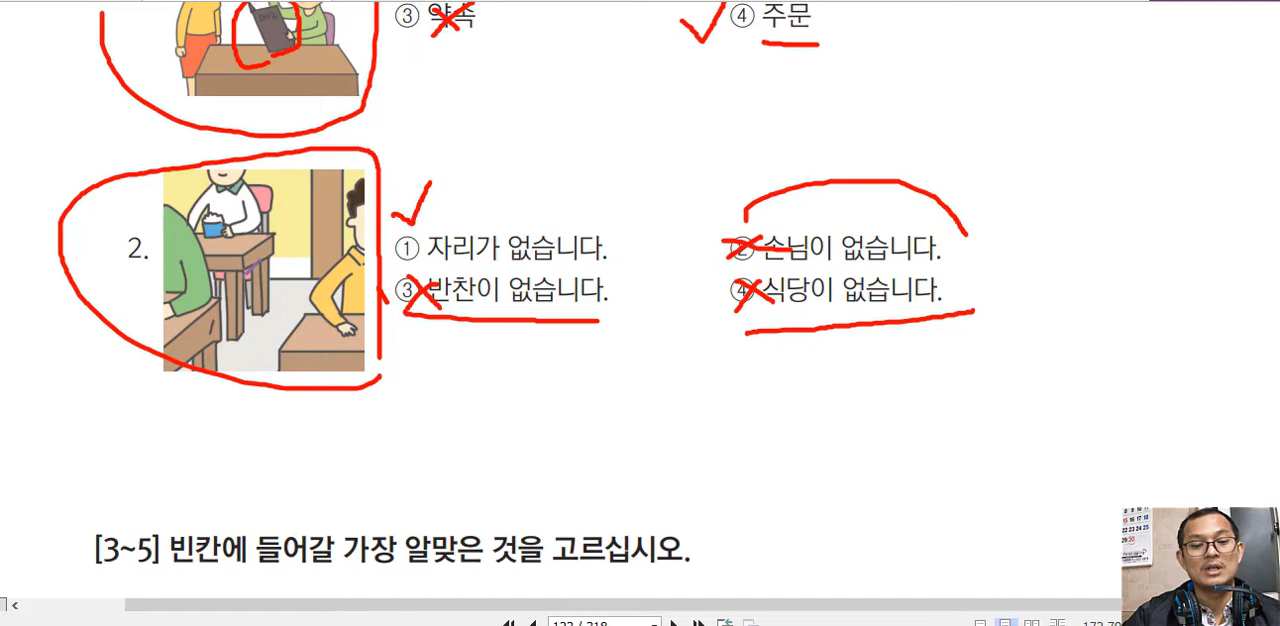 ③ 약속
④ 주문
2.
① 자리가 없습니다.
② 손님이 없습니다.
③ 반찬이 없습니다.
④ 식당이 없습니다.
[3~5] 빈칸에 들어갈 가장 알맞은 것을 고르십시오.